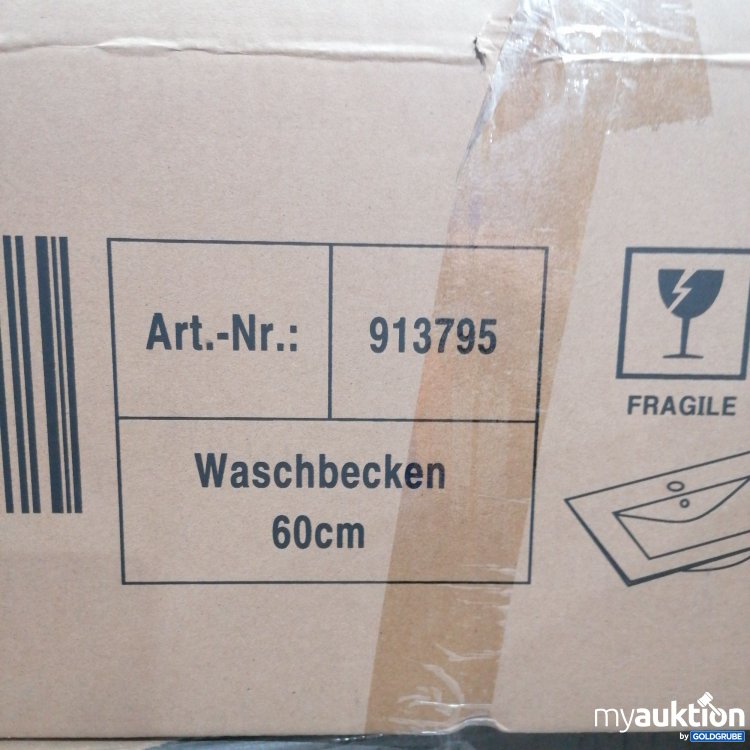 Art.-Nr.: 913795
Waschbecken
60cm
FRAGILE
myauktion
by GOLDGRUBE